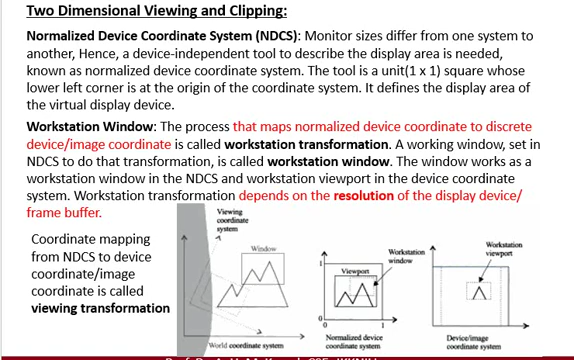 Two Dimensional Viewing and Clipping:
Normalized Device Coordinate System (NDCS): Monitor sizes differ from one system to
another, Hence, a device-independent tool to describe the display area is needed,
known as normalized device coordinate system. The tool is a unit(1 x 1) square whose
lower left corner is at the origin of the coordinate system. It defines the display area of
the virtual display device.
Workstation Window: The process that maps normalized device coordinate to discrete
device/image coordinate is called workstation transformation. A working window, set in
NDCS to do that transformation, is called workstation window. The window works as a
workstation window in the NDCS and workstation viewport in the device coordinate
system. Workstation transformation depends on the resolution of the display device/
frame buffer.
Coordinate mapping
from NDCS to device
coordinate/image
coordinate is called
viewing transformation
Viewing
coordinate
system
Window
World coordinate system
1
Viewport
Workstation
window
0
0
1
Normalized device
coordinate system
Workstation
viewport
Device/image
coordinate system